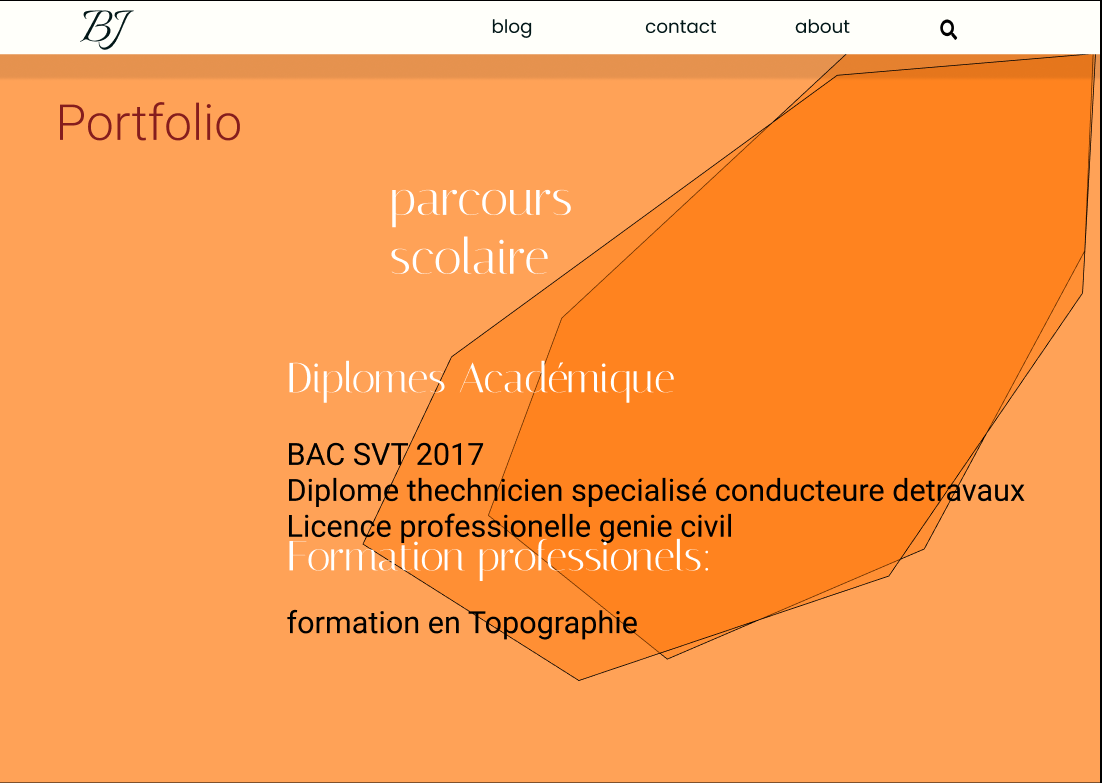 BJ blog contact about
Portfolio
parcours
scolaire
Diplomes Académique
BAC SVT 2017
Diplome thechnicien specialisé conducteure detravaux
Licence professionelle genie civil
Formation professionels:
formation en Topographie